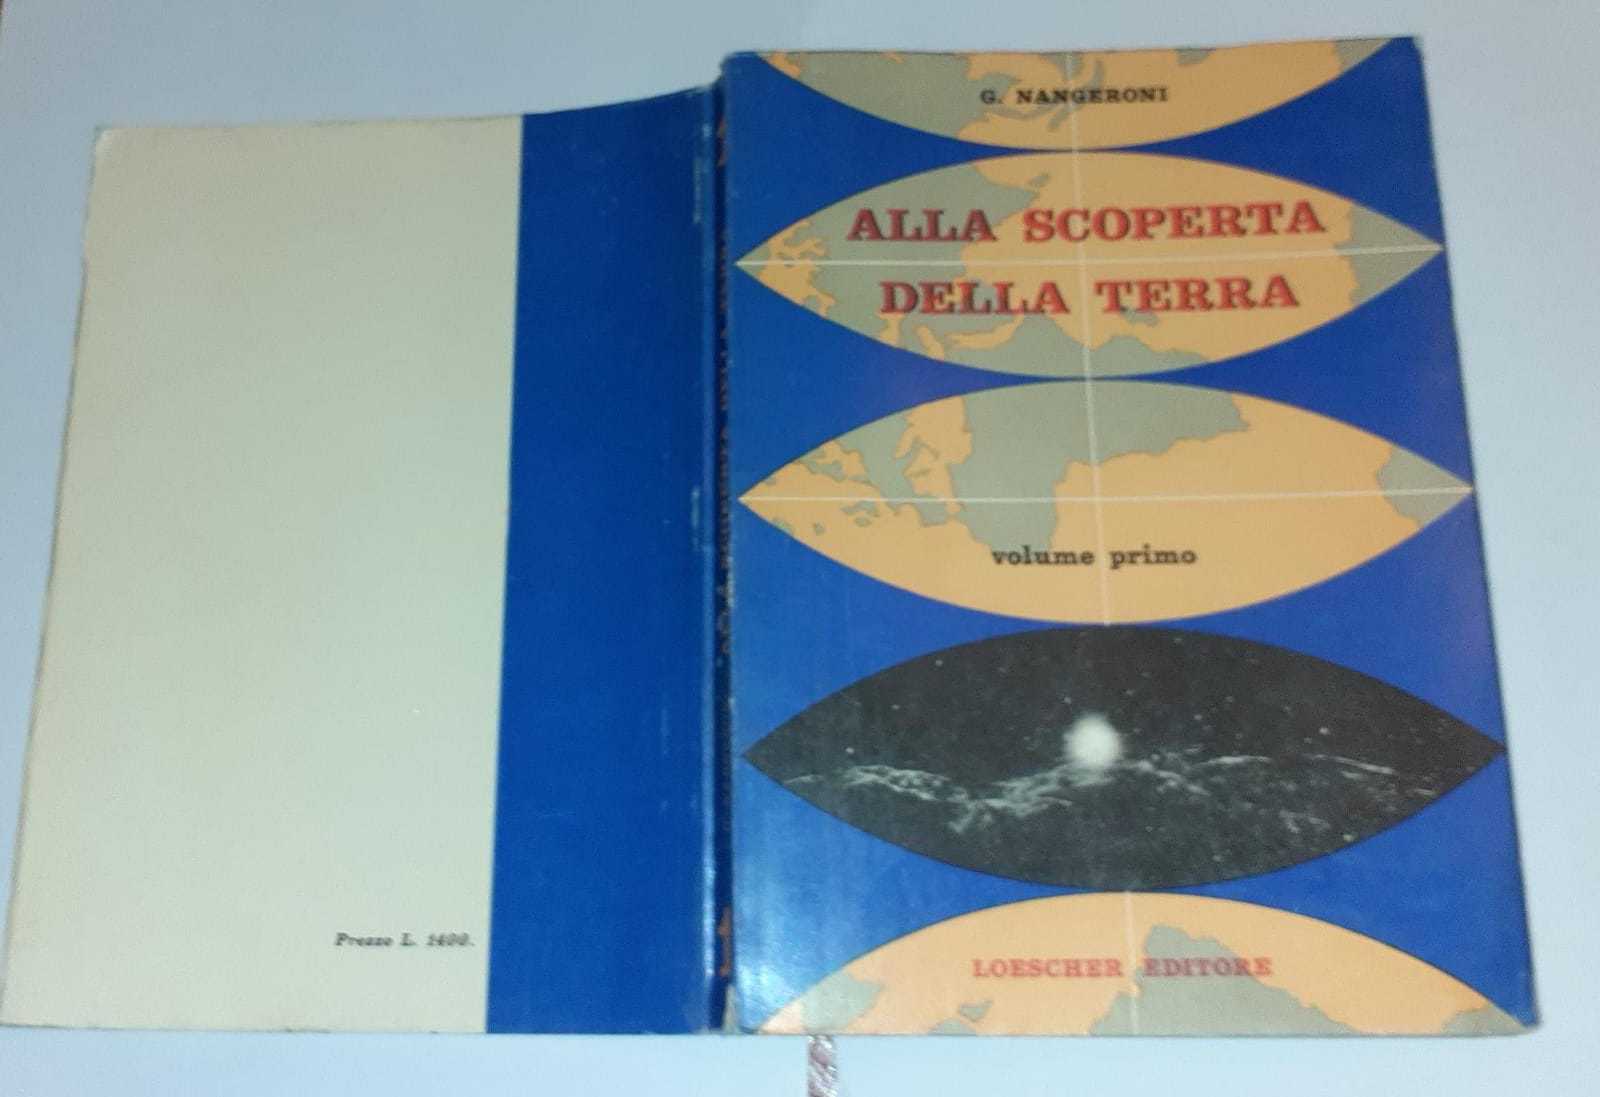 G. NANGERONI
ALLA SCOPERTA
DELLA TERRA
volume primo
LOESCHER EDITORE
Prezzo L. 1400.